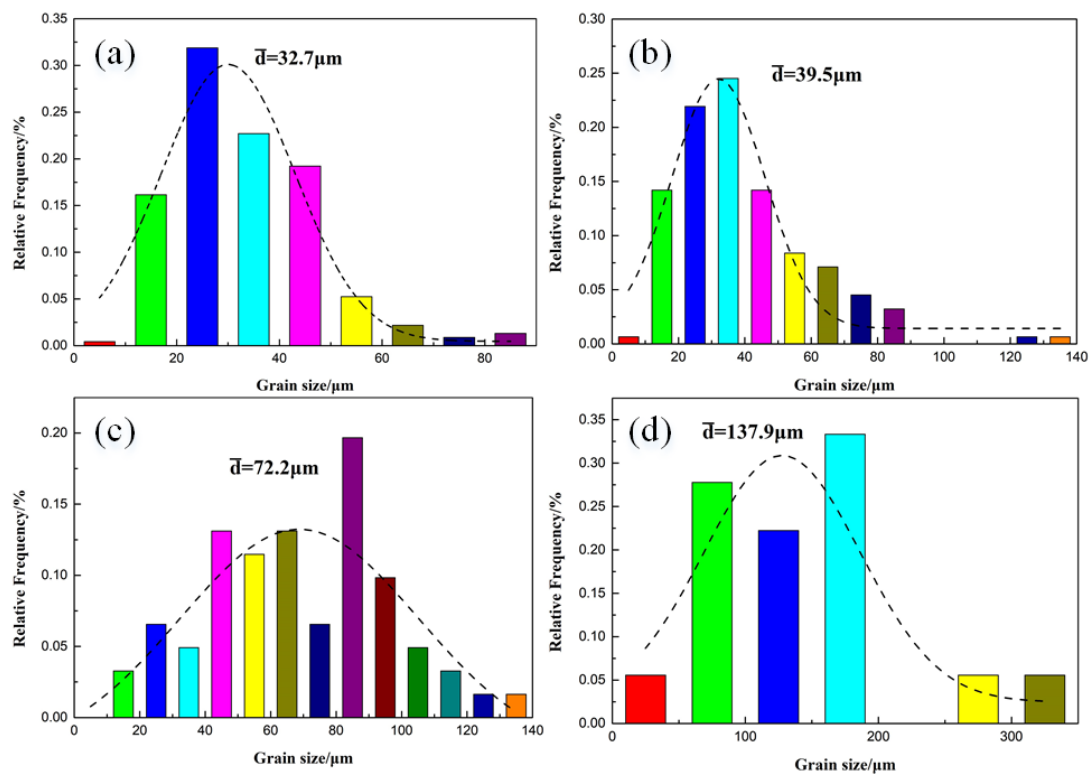 (a)
d̅=32.7μm
Relative Frequency/%
0.35
0.30
0.25
0.20
0.15
0.10
0.05
0.00
0 20 40 60 80
Grain size/μm
(b)
d̅=39.5μm
Relative Frequency/%
0.30
0.25
0.20
0.15
0.10
0.05
0.00
0 20 40 60 80 100 120 140
Grain size/μm
(c)
d̅=72.2μm
Relative Frequency/%
0.20
0.15
0.10
0.05
0.00
0 20 40 60 80 100 120 140
Grain size/μm
(d)
d̅=137.9μm
Relative Frequency/%
0.35
0.30
0.25
0.20
0.15
0.10
0.05
0.00
0 100 200 300
Grain size/μm